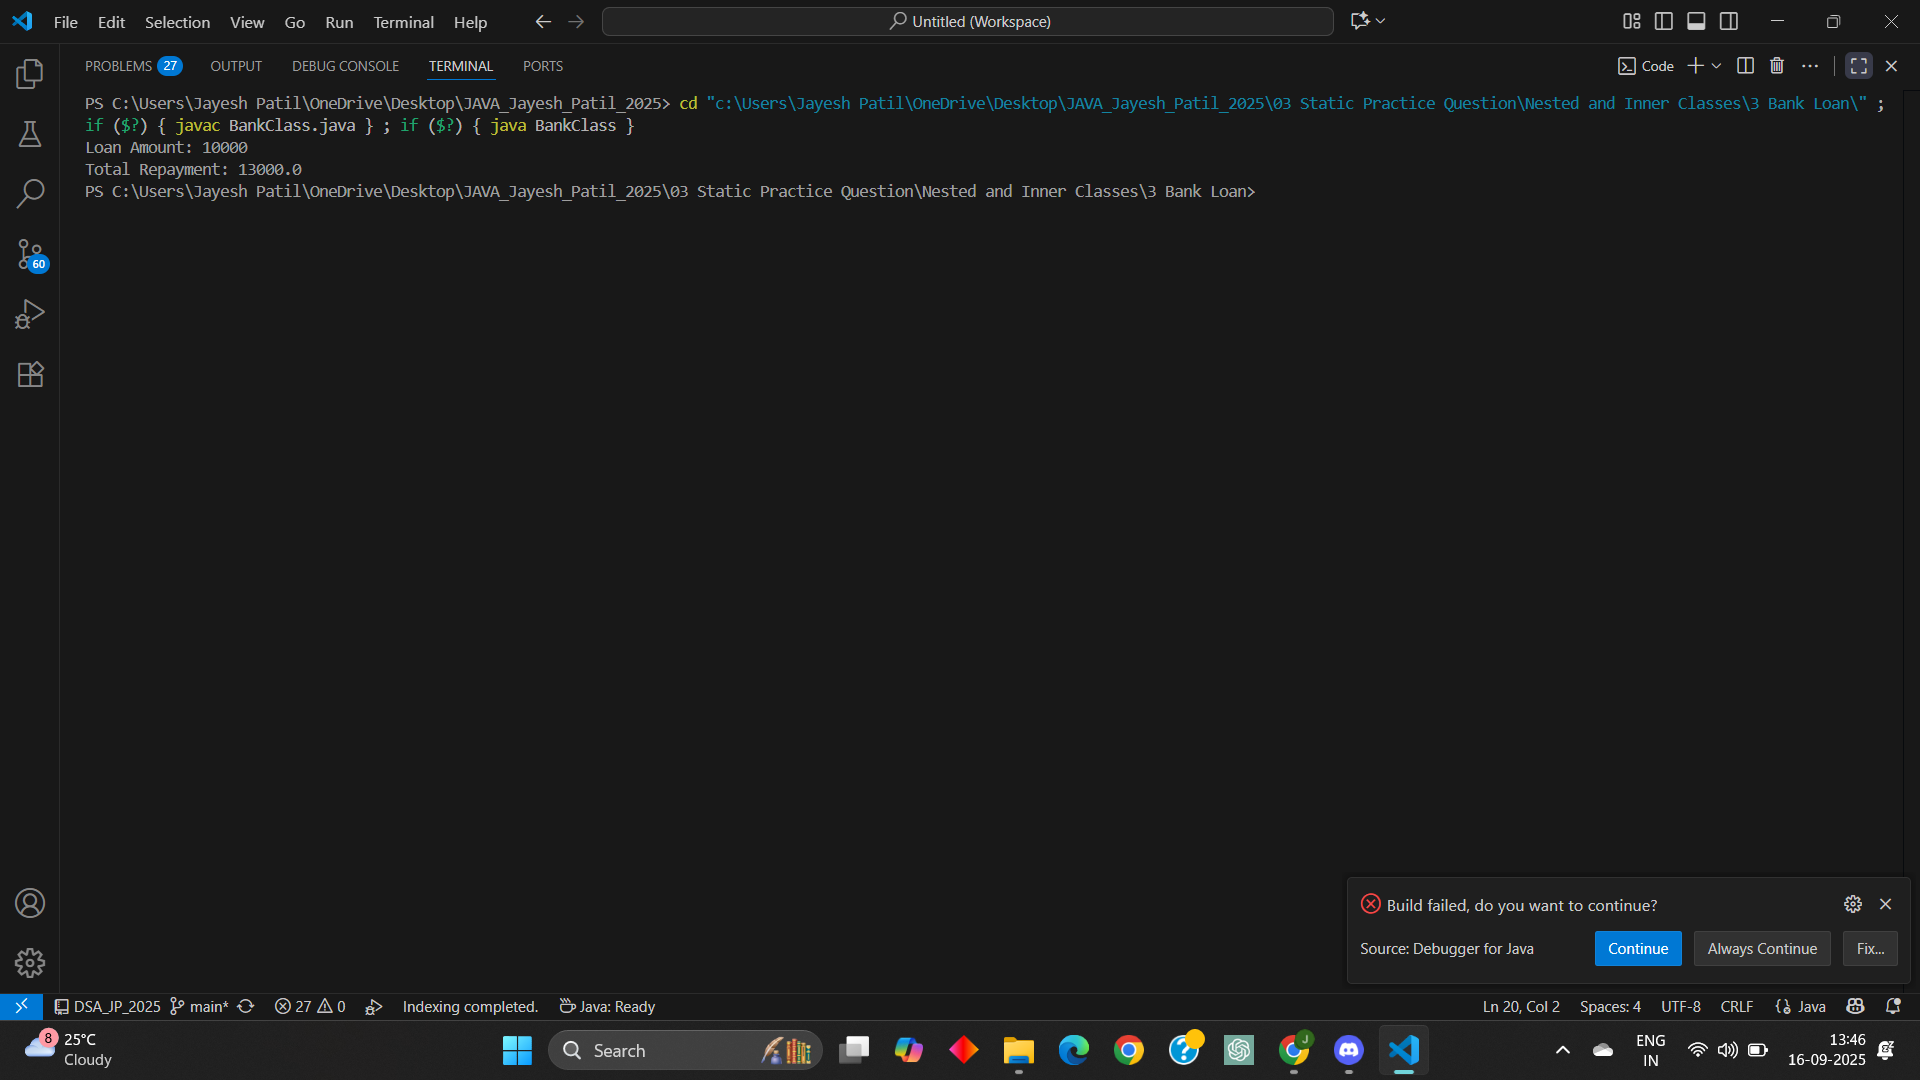 File Edit Selection View Go Run Terminal Help Untitled (Workspace)
PROBLEMS 27 OUTPUT DEBUG CONSOLE TERMINAL PORTS Code
PS C:\Users\Jayesh Patil\OneDrive\Desktop\JAVA_Jayesh_Patil_2025> cd "c:\Users\Jayesh Patil\OneDrive\Desktop\JAVA_Jayesh_Patil_2025\03 Static Practice Question\Nested and Inner Classes\3 Bank Loan\" ;
if ($?) { javac BankClass.java } ; if ($?) { java BankClass }
Loan Amount: 10000
Total Repayment: 13000.0
PS C:\Users\Jayesh Patil\OneDrive\Desktop\JAVA_Jayesh_Patil_2025\03 Static Practice Question\Nested and Inner Classes\3 Bank Loan>
60
Build failed, do you want to continue?
Source: Debugger for Java Continue Always Continue Fix...
DSA_JP_2025 main* 27 0 Indexing completed. Java: Ready Ln 20, Col 2 Spaces: 4 UTF-8 CRLF Java
8 25°C
Cloudy
Search
J
ENG
IN
13:46
16-09-2025